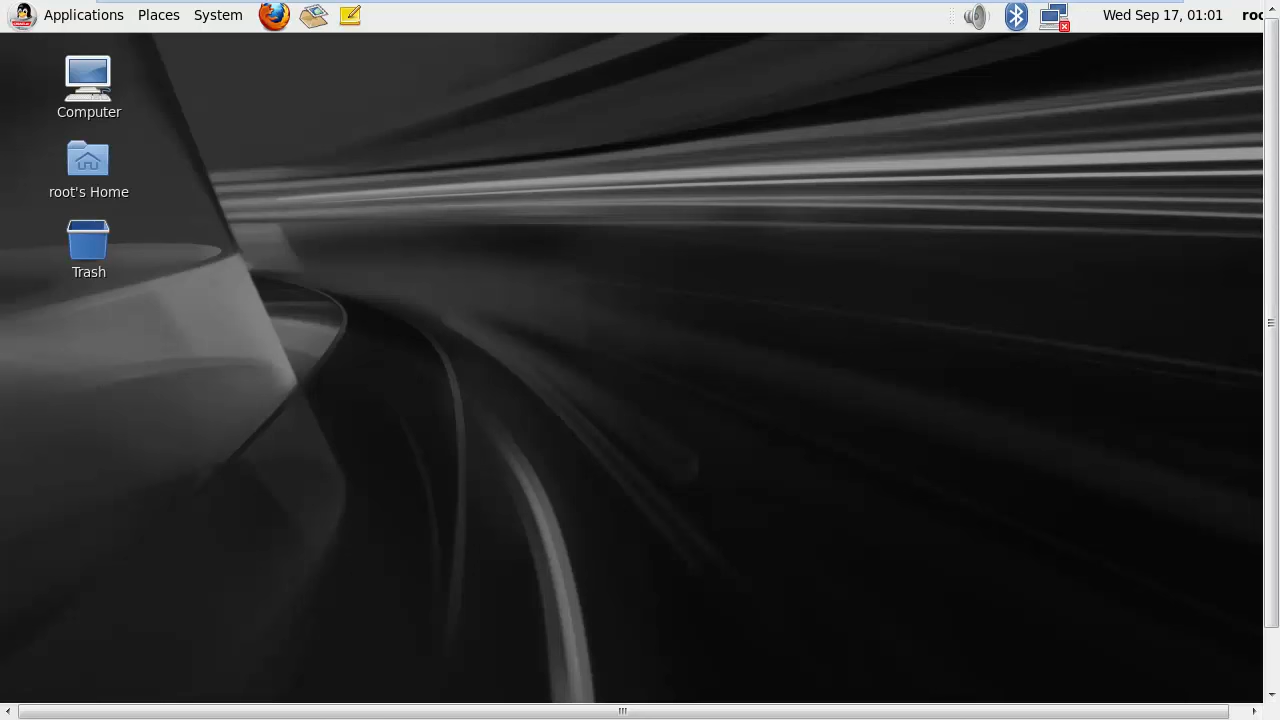 Applications Places System Wed Sep 17, 01:01 roo
Computer
root's Home
Trash